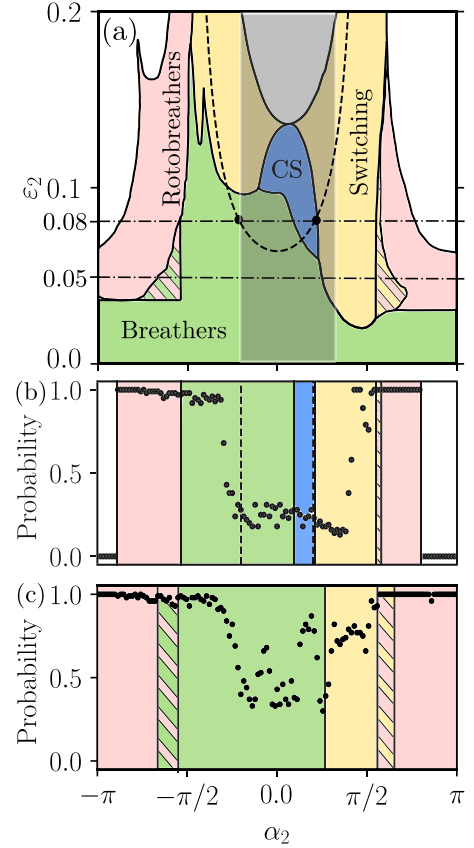 0.2
(a)
Rotobreathers
Switching
CS
ε₂
0.1
0.08
0.05
Breathers
0.0
(b)
1.0
Probability
0.5
0.0
(c)
1.0
Probability
0.5
0.0
−π
−π/2
0.0
π/2
π
α₂